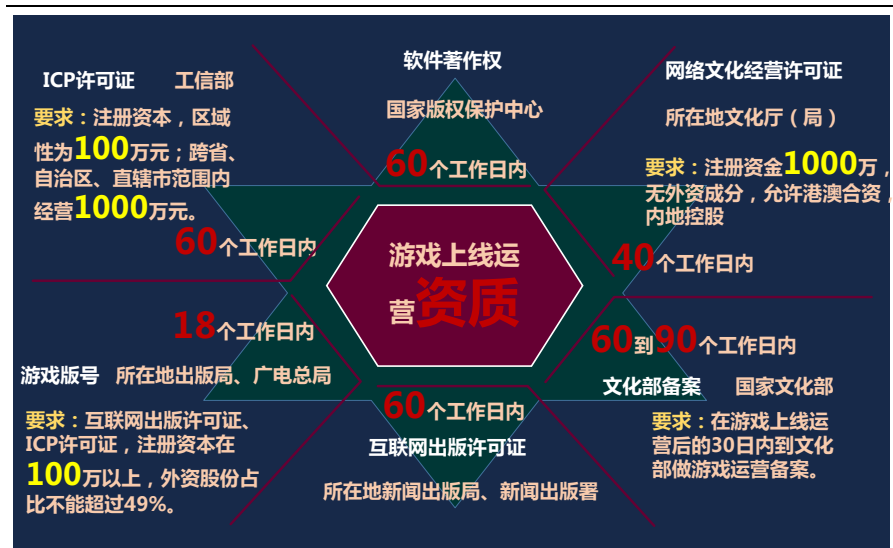 软件著作权
国家版权保护中心
60个工作日内
ICP许可证 工信部
要求：注册资本，区域
性为100万元；跨省、
自治区、直辖市范围内
经营1000万元。
60个工作日内
网络文化经营许可证
所在地文化厅（局）
要求：注册资金1000万，
无外资成分，允许港澳合资，
内地控股
40个工作日内
游戏上线运
营资质
18个工作日内
游戏版号 所在地出版局、广电总局
要求：互联网出版许可证、
ICP许可证，注册资本在
100万以上，外资股份占
比不能超过49%。
60个工作日内
互联网出版许可证
所在地新闻出版局、新闻出版署
60到90个工作日内
文化部备案 国家文化部
要求：在游戏上线运
营后的30日内到文化
部做游戏运营备案。